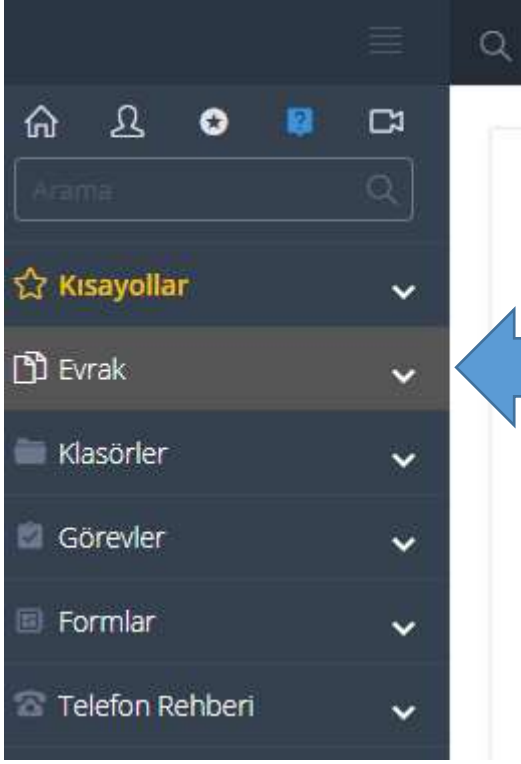 Arama
Kısayollar
Evrak
Klasörler
Görevler
Formlar
Telefon Rehberi